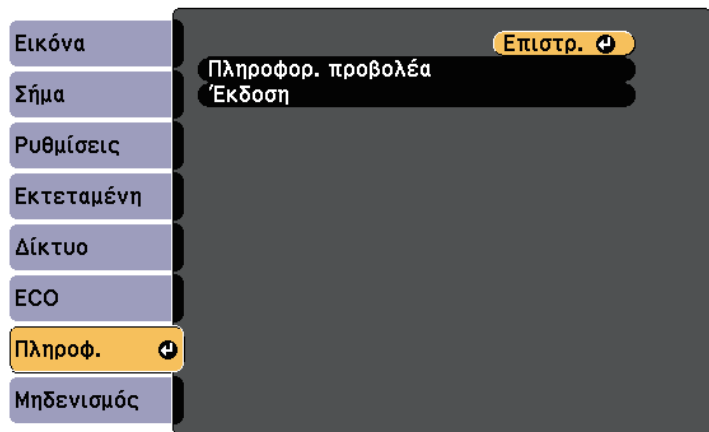 Εικόνα
Σήμα
Ρυθμίσεις
Εκτεταμένη
Δίκτυο
ECO
Πληροφ.
Μηδενισμός
Επιστρ.
Πληροφορ. προβολέα
Έκδοση